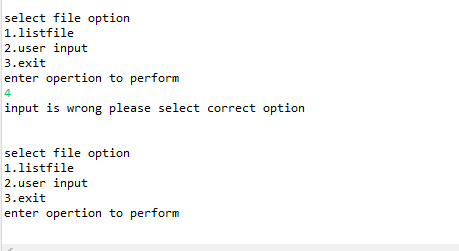 select file option
1.listfile
2.user input
3.exit
enter opertion to perform
4
input is wrong please select correct option
select file option
1.listfile
2.user input
3.exit
enter opertion to perform